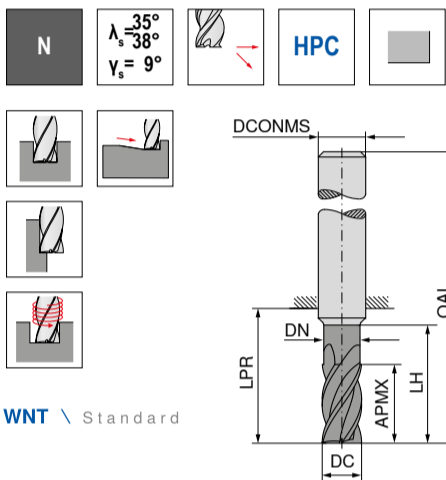 N
λs=35° 38°
γs= 9°
HPC
DCONMS
OAL
DN
LPR
APMX
LH
DC
WNT \ Standard